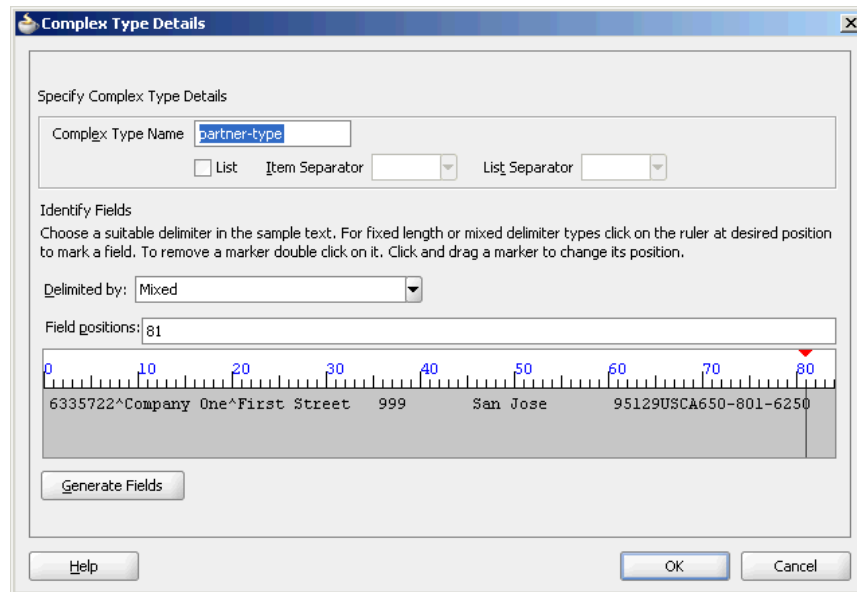 Complex Type Details
Specify Complex Type Details
Complex Type Name partner-type
List Item Separator List Separator
Identify Fields
Choose a suitable delimiter in the sample text. For fixed length or mixed delimiter types click on the ruler at desired position
to mark a field. To remove a marker double click on it. Click and drag a marker to change its position.
Delimited by: Mixed
Field positions: 81
0 10 20 30 40 50 60 70 80
6335722^Company One^First Street 999 San Jose 95129USCA650-801-6250
Generate Fields
Help OK Cancel